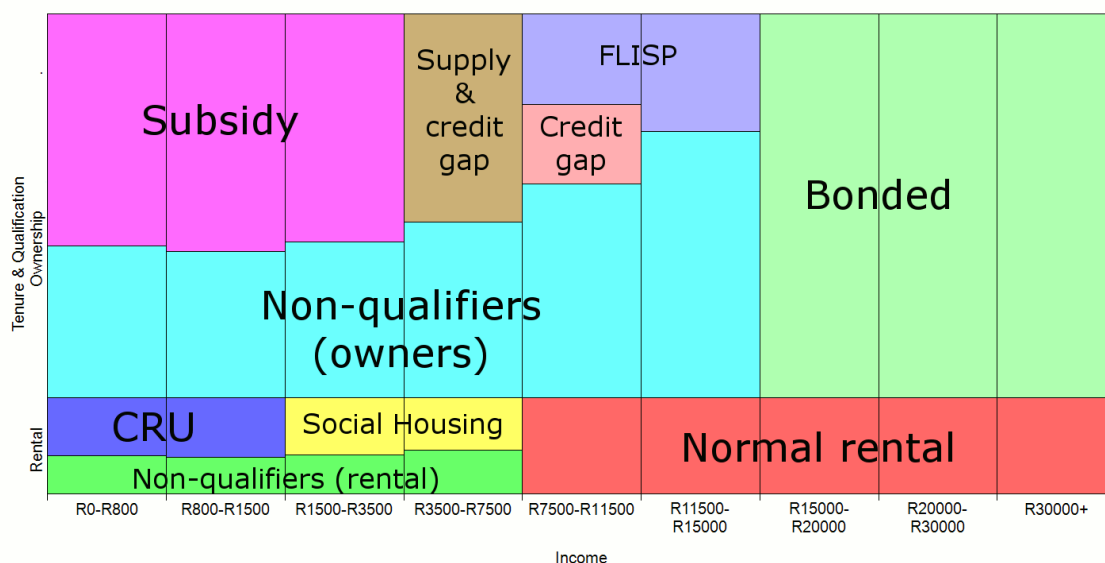 Supply
&
credit
gap
FLISP
Subsidy
Credit
gap
Bonded
Tenure & Qualification
Ownership
Non-qualifiers
(owners)
CRU
Social Housing
Normal rental
Rental
Non-qualifiers (rental)
R0-R800
R800-R1500
R1500-R3500
R3500-R7500
R7500-R11500
R11500-
R15000
R15000-
R20000
R20000-
R30000
R30000+
Income